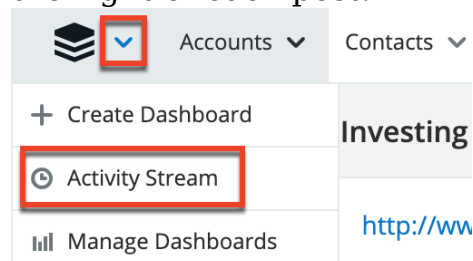 Accounts
Contacts
Create Dashboard
Investing
Activity Stream
http://ww
Manage Dashboards